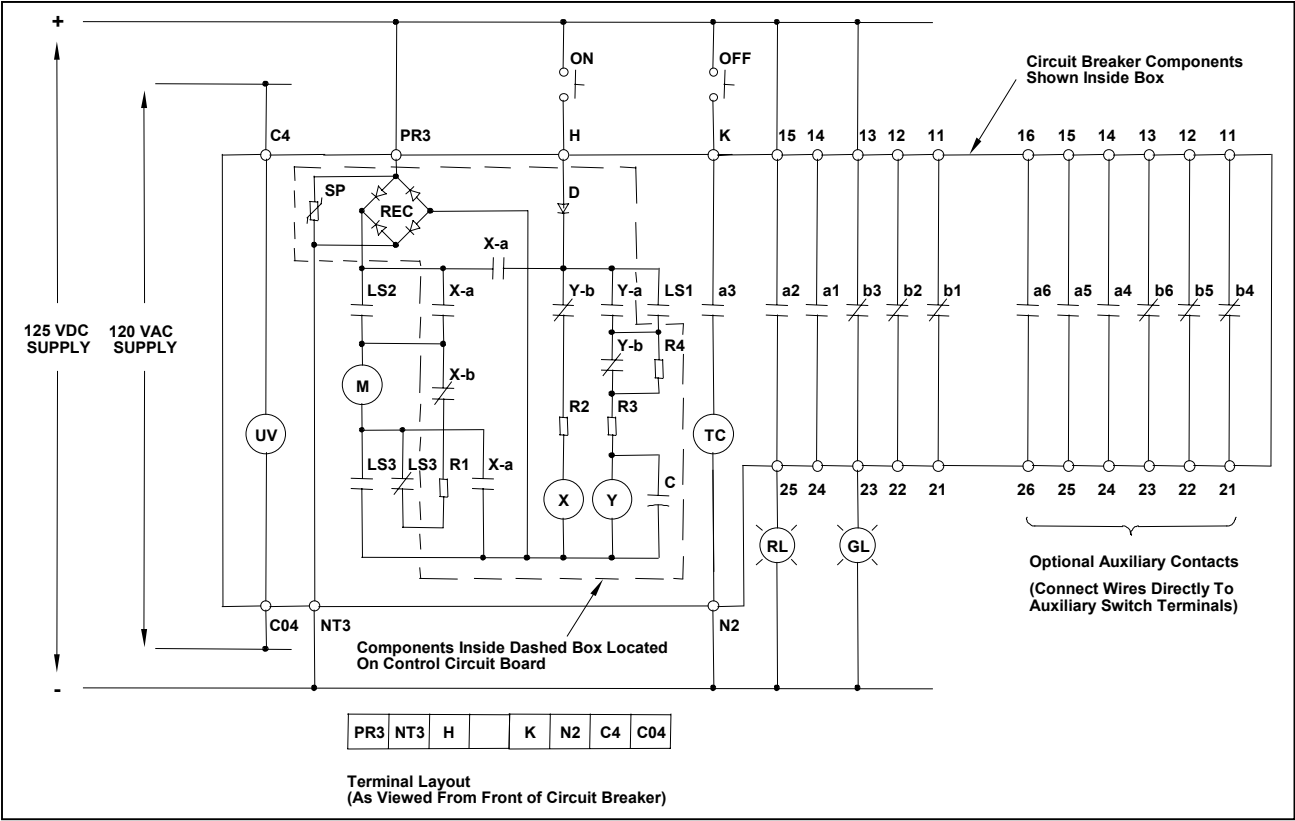 +
ON
OFF
Circuit Breaker Components
Shown Inside Box
C4
PR3
H
K
15
14
13
12
11
16
15
14
13
12
11
SP
REC
D
X-a
LS2
X-a
Y-b
Y-a
LS1
a3
a2
a1
b3
b2
b1
a6
a5
a4
b6
b5
b4
125 VDC
SUPPLY
120 VAC
SUPPLY
Y-b
R4
M
X-b
R2
R3
UV
TC
LS3
LS3
R1
X-a
C
X
Y
25
24
23
22
21
26
25
24
23
22
21
RL
GL
Optional Auxiliary Contacts
(Connect Wires Directly To
Auxiliary Switch Terminals)
C04
NT3
N2
Components Inside Dashed Box Located
On Control Circuit Board
-
PR3 NT3 H K N2 C4 C04
Terminal Layout
(As Viewed From Front of Circuit Breaker)